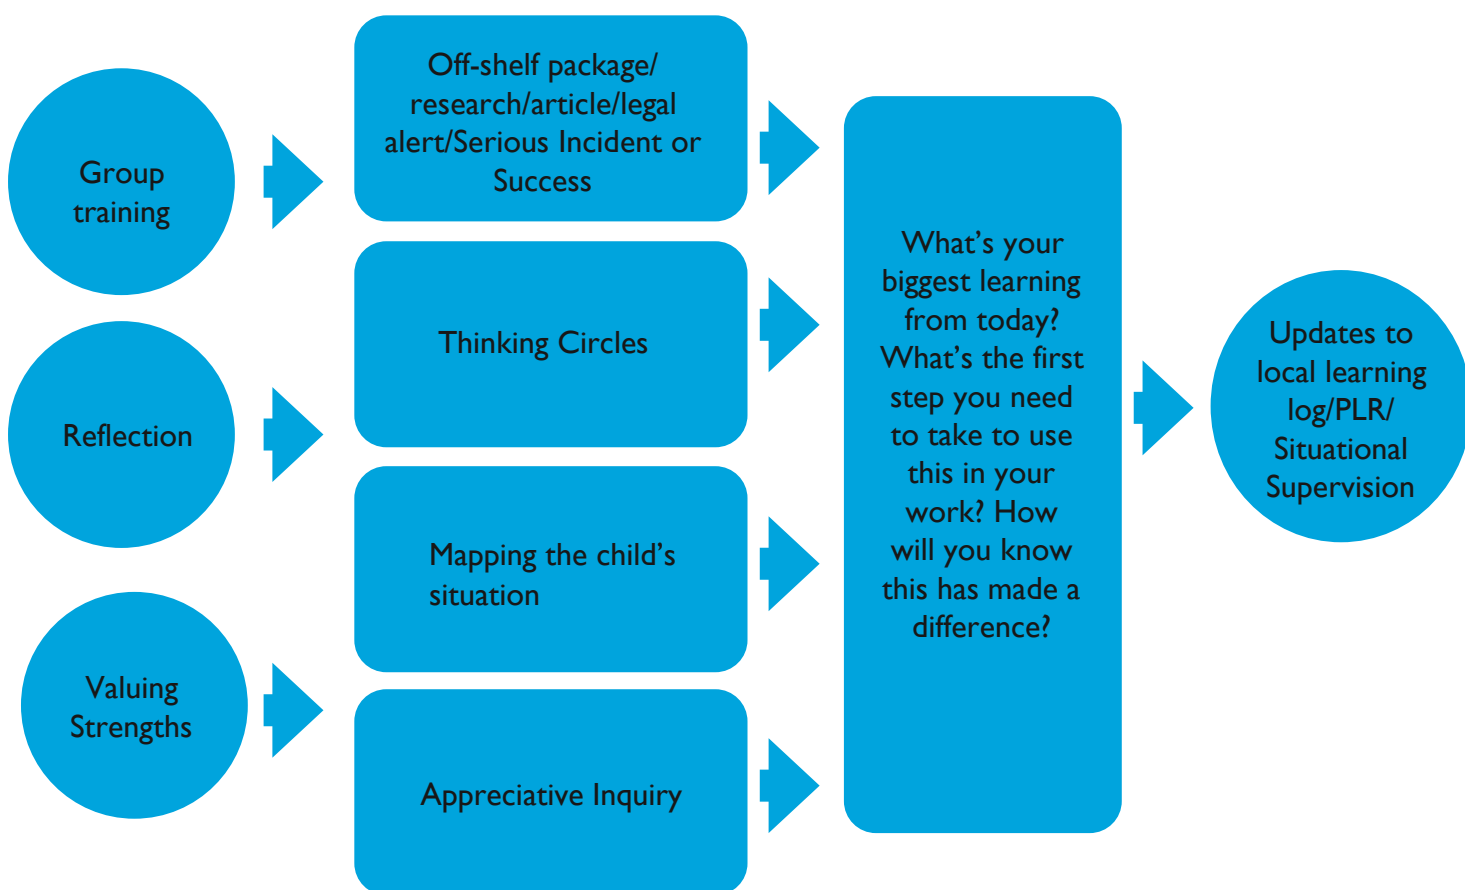 Group
training
Reflection
Valuing
Strengths
Off-shelf package/
research/article/legal
alert/Serious Incident or
Success
Thinking Circles
Mapping the child’s
situation
Appreciative Inquiry
What’s your
biggest learning
from today?
What’s the first
step you need
to take to use
this in your
work? How
will you know
this has made a
difference?
Updates to
local learning
log/PLR/
Situational
Supervision